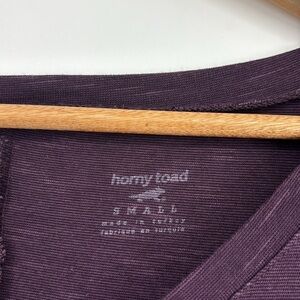 horny toad
SMALL
made in turkey
fabriqué en turquie